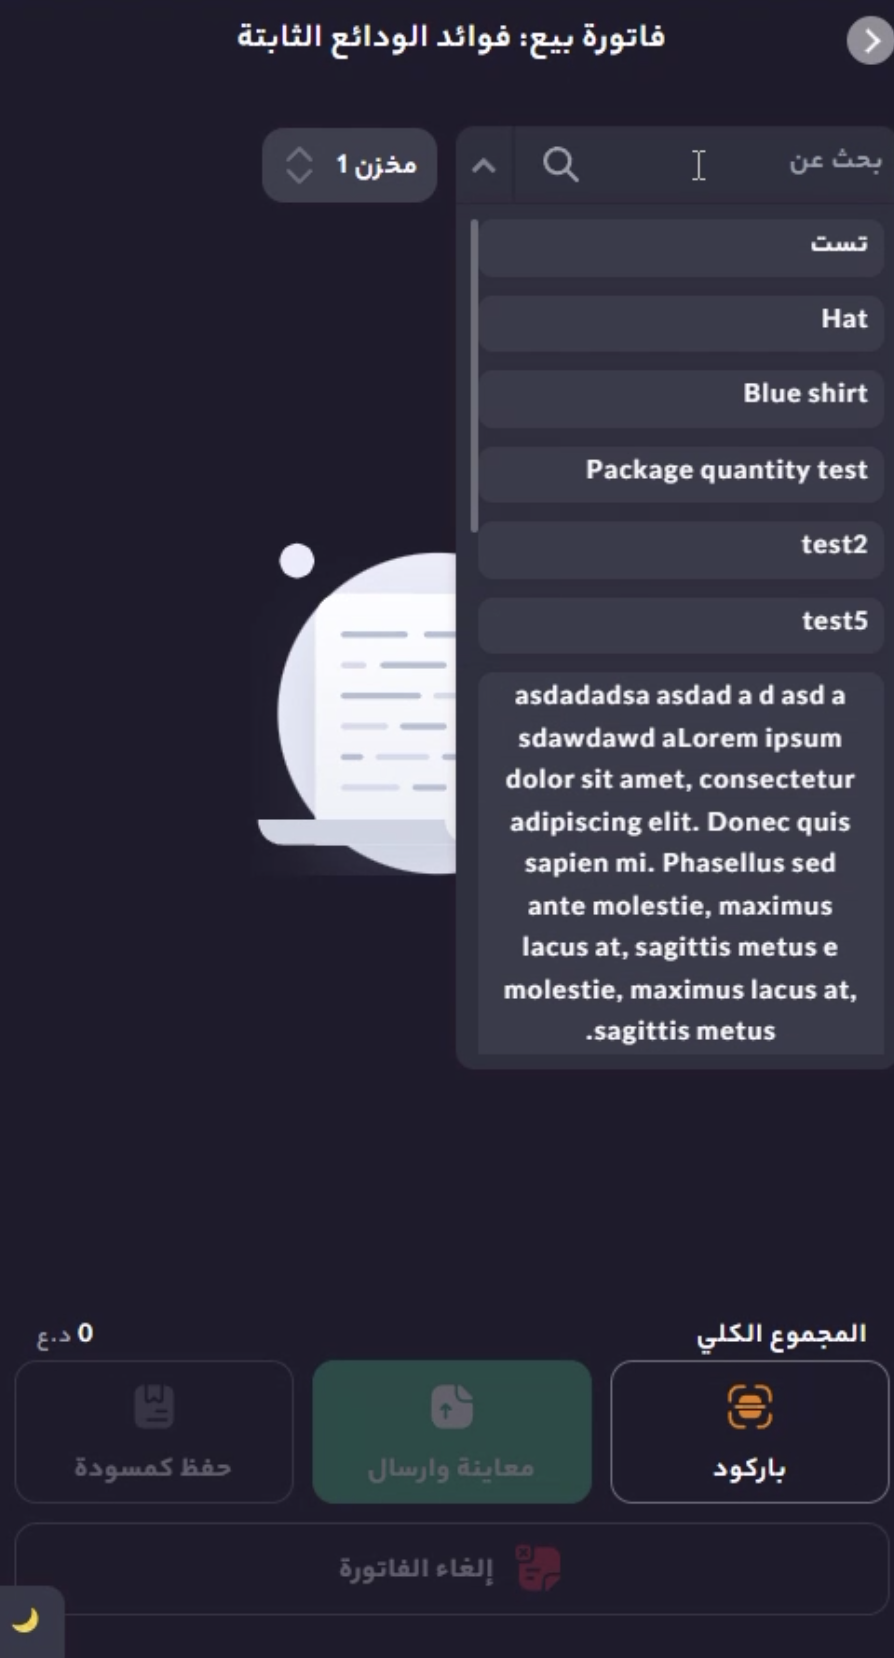 فاتورة بيع: فوائد الودائع الثابتة
بحث عن
مخزن 1
تست
Hat
Blue shirt
Package quantity test
test2
test5
asdadadsa asdad a d asd a
sdawdawd aLorem ipsum
dolor sit amet, consectetur
adipiscing elit. Donec quis
sapien mi. Phasellus sed
ante molestie, maximus
lacus at, sagittis metus e
molestie, maximus lacus at,
.sagittis metus
المجموع الكلي
0 د.ع
باركود
معاينة وارسال
حفظ كمسودة
إلغاء الفاتورة